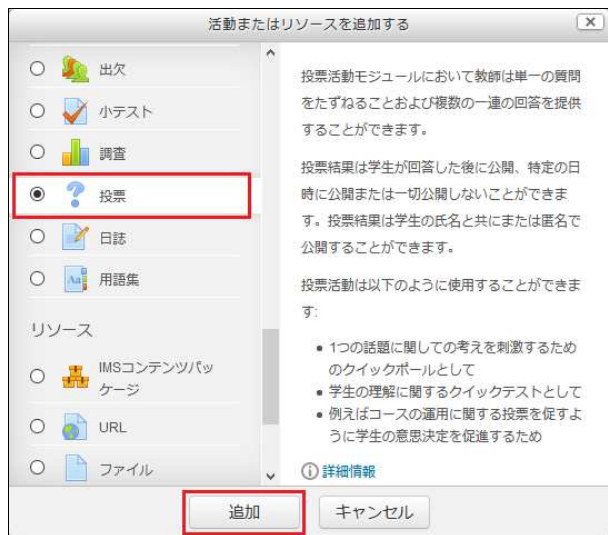 活動またはリソースを追加する
出欠
小テスト
調査
投票
日誌
用語集
リソース
IMSコンテンツパッ
ケージ
URL
ファイル
投票活動モジュールにおいて教師は単一の質問
をたずねることおよび複数の一連の回答を提供
することができます。
投票結果は学生が回答した後に公開、特定の日
時に公開または一切公開しないことができま
す。投票結果は学生の氏名と共にまたは匿名で
公開することができます。
投票活動は以下のように使用することができま
す:
• 1つの話題に関しての考えを刺激するため
のクイックポールとして
• 学生の理解に関するクイックテストとして
• 例えばコースの運用に関する投票を促すよ
うに学生の意思決定を促進するため
詳細情報
追加
キャンセル